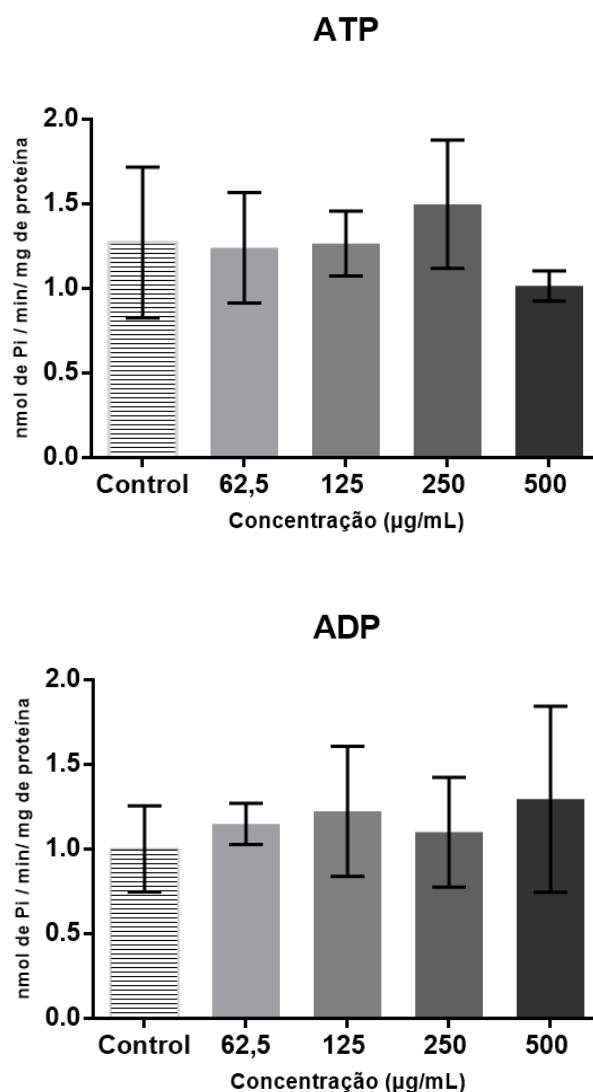 ATP
nmol de Pi / min/ mg de proteína
2.0
1.5
1.0
0.5
0.0
Control 62,5 125 250 500
Concentração (µg/mL)
ADP
nmol de Pi / min/ mg de proteína
2.0
1.5
1.0
0.5
0.0
Control 62,5 125 250 500
Concentração (µg/mL)